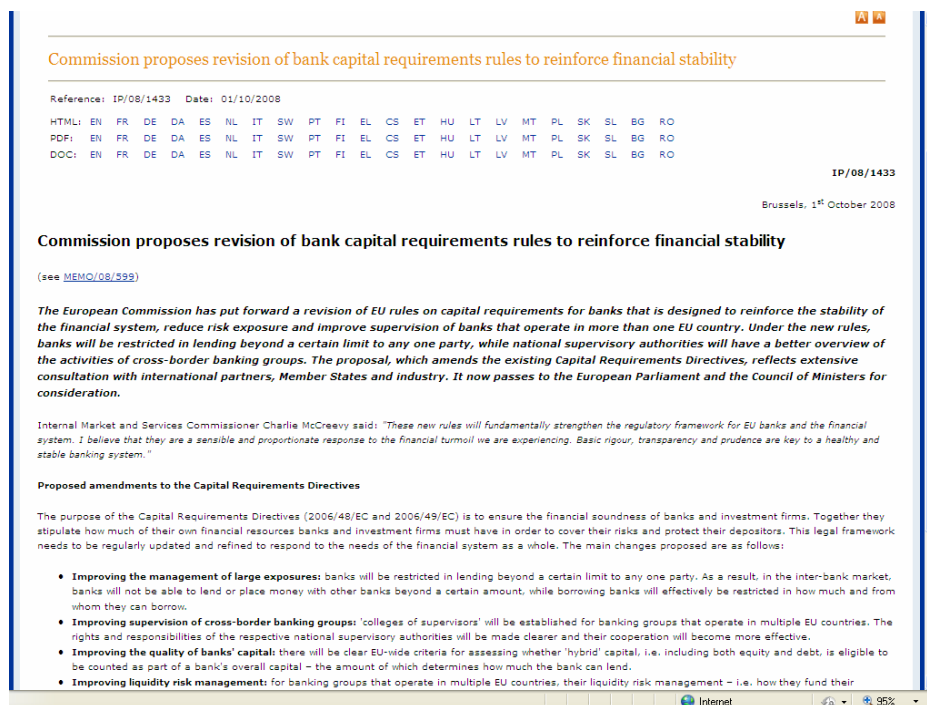 A A
Commission proposes revision of bank capital requirements rules to reinforce financial stability
Reference: IP/08/1433 Date: 01/10/2008
HTML: EN FR DE DA ES NL IT SW PT FI EL CS ET HU LT LV MT PL SK SL BG RO
PDF: EN FR DE DA ES NL IT SW PT FI EL CS ET HU LT LV MT PL SK SL BG RO
DOC: EN FR DE DA ES NL IT SW PT FI EL CS ET HU LT LV MT PL SK SL BG RO
IP/08/1433
Brussels, 1st October 2008
Commission proposes revision of bank capital requirements rules to reinforce financial stability
(see MEMO/08/599)
The European Commission has put forward a revision of EU rules on capital requirements for banks that is designed to reinforce the stability of
the financial system, reduce risk exposure and improve supervision of banks that operate in more than one EU country. Under the new rules,
banks will be restricted in lending beyond a certain limit to any one party, while national supervisory authorities will have a better overview of
the activities of cross-border banking groups. The proposal, which amends the existing Capital Requirements Directives, reflects extensive
consultation with international partners, Member States and industry. It now passes to the European Parliament and the Council of Ministers for
consideration.
Internal Market and Services Commissioner Charlie McCreevy said: "These new rules will fundamentally strengthen the regulatory framework for EU banks and the financial
system. I believe that they are a sensible and proportionate response to the financial turmoil we are experiencing. Basic rigour, transparency and prudence are key to a healthy and
stable banking system."
Proposed amendments to the Capital Requirements Directives
The purpose of the Capital Requirements Directives (2006/48/EC and 2006/49/EC) is to ensure the financial soundness of banks and investment firms. Together they
stipulate how much of their own financial resources banks and investment firms must have in order to cover their risks and protect their depositors. This legal framework
needs to be regularly updated and refined to respond to the needs of the financial system as a whole. The main changes proposed are as follows:
• Improving the management of large exposures: banks will be restricted in lending beyond a certain limit to any one party. As a result, in the inter-bank market,
banks will not be able to lend or place money with other banks beyond a certain amount, while borrowing banks will effectively be restricted in how much and from
whom they can borrow.
• Improving supervision of cross-border banking groups: 'colleges of supervisors' will be established for banking groups that operate in multiple EU countries. The
rights and responsibilities of the respective national supervisory authorities will be made clearer and their cooperation will become more effective.
• Improving the quality of banks' capital: there will be clear EU-wide criteria for assessing whether 'hybrid' capital, i.e. including both equity and debt, is eligible to
be counted as part of a bank's overall capital – the amount of which determines how much the bank can lend.
• Improving liquidity risk management: for banking groups that operate in multiple EU countries, their liquidity risk management – i.e. how they fund their
Internet 95%